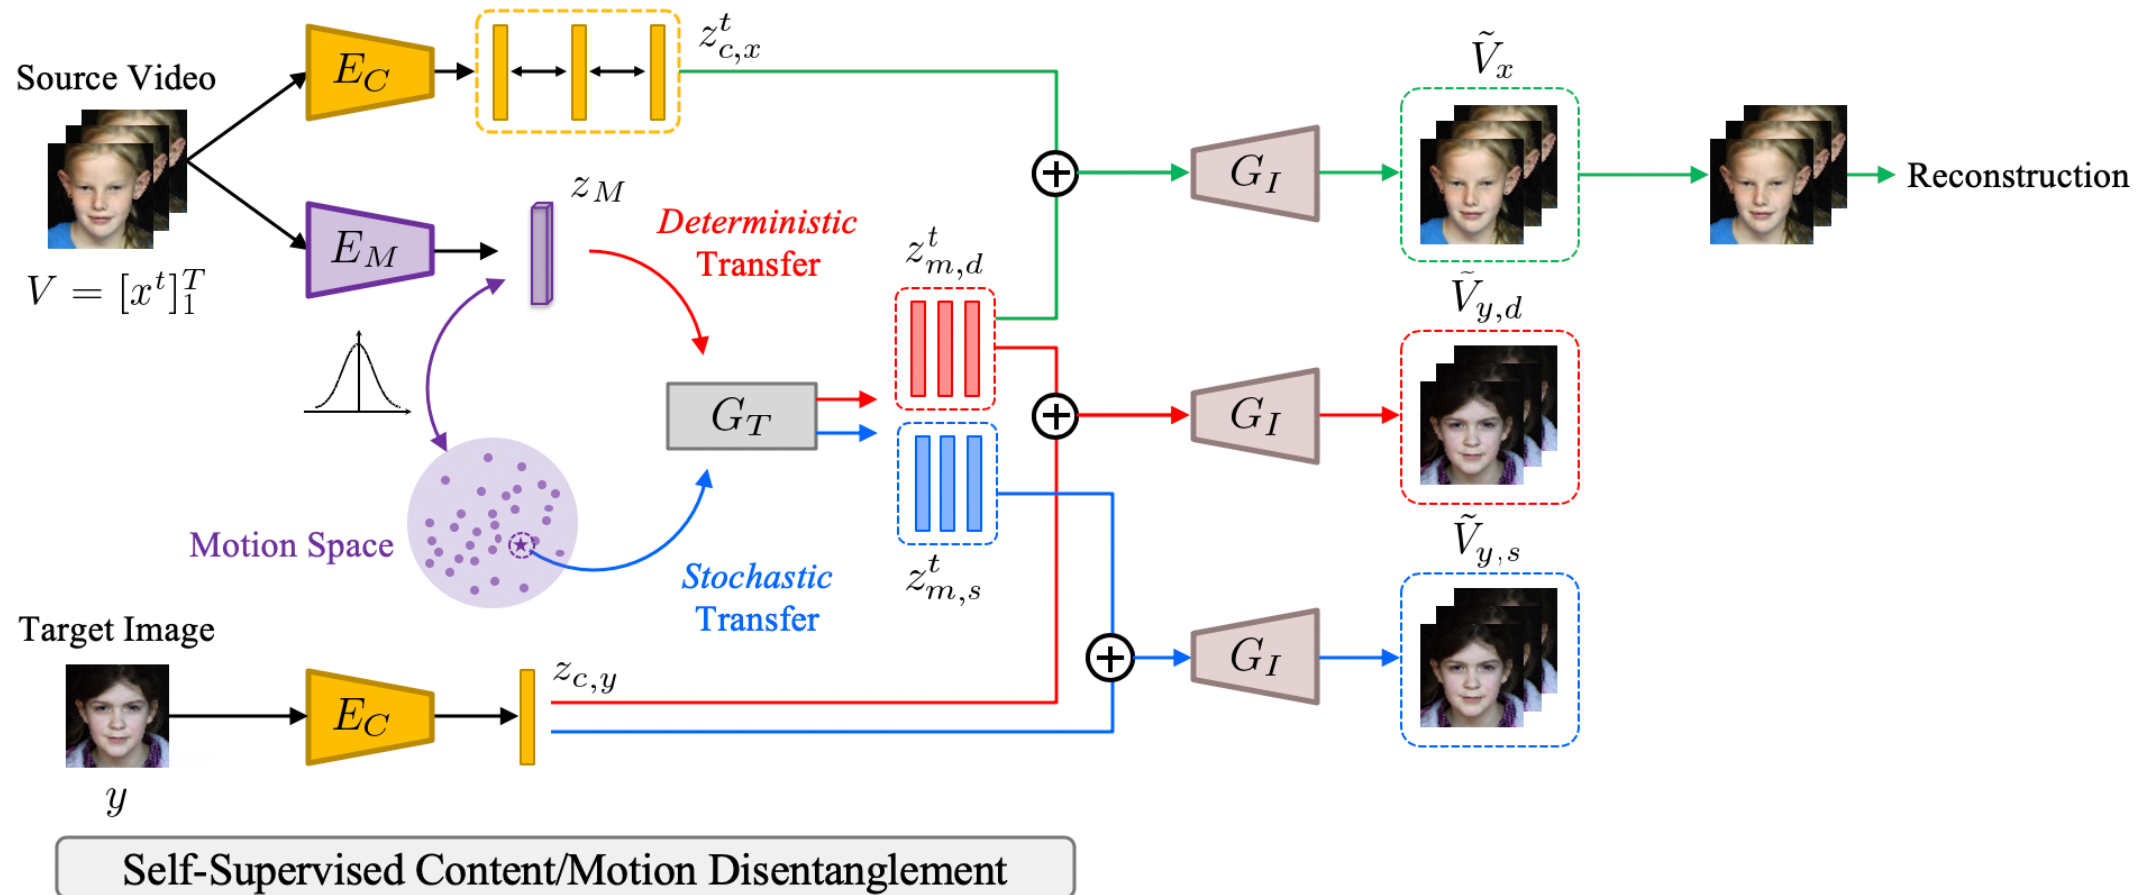 Source Video
V = [x^t]_1^T
E_C
z^t_{c,x}
E_M
z_M
Deterministic
Transfer
z^t_{m,d}
G_T
Motion Space
Stochastic
Transfer
z^t_{m,s}
Target Image
y
E_C
z_{c,y}
G_I
Ṽ_x
Reconstruction
G_I
Ṽ_{y,d}
G_I
Ṽ_{y,s}
Self-Supervised Content/Motion Disentanglement